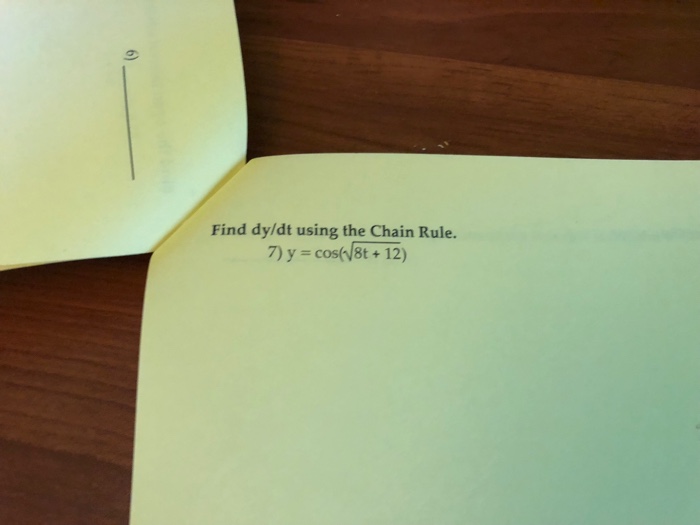 6)
Find dy/dt using the Chain Rule.
7) y = cos(√8t + 12)